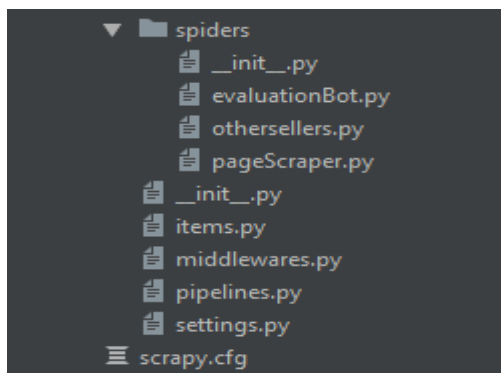 spiders
__init__.py
evaluationBot.py
othersellers.py
pageScraper.py
__init__.py
items.py
middlewares.py
pipelines.py
settings.py
scrapy.cfg